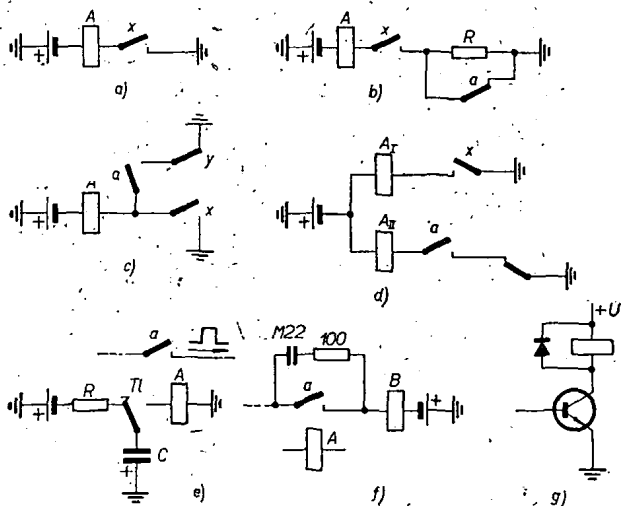 A x
+
a)
A x R
+ a
b)
y
a
A x
+
c)
A_I x
+
A_II a
d)
a
R Tl A
+ C
+
e)
M22 100
a B
+
A
f)
+U
g)